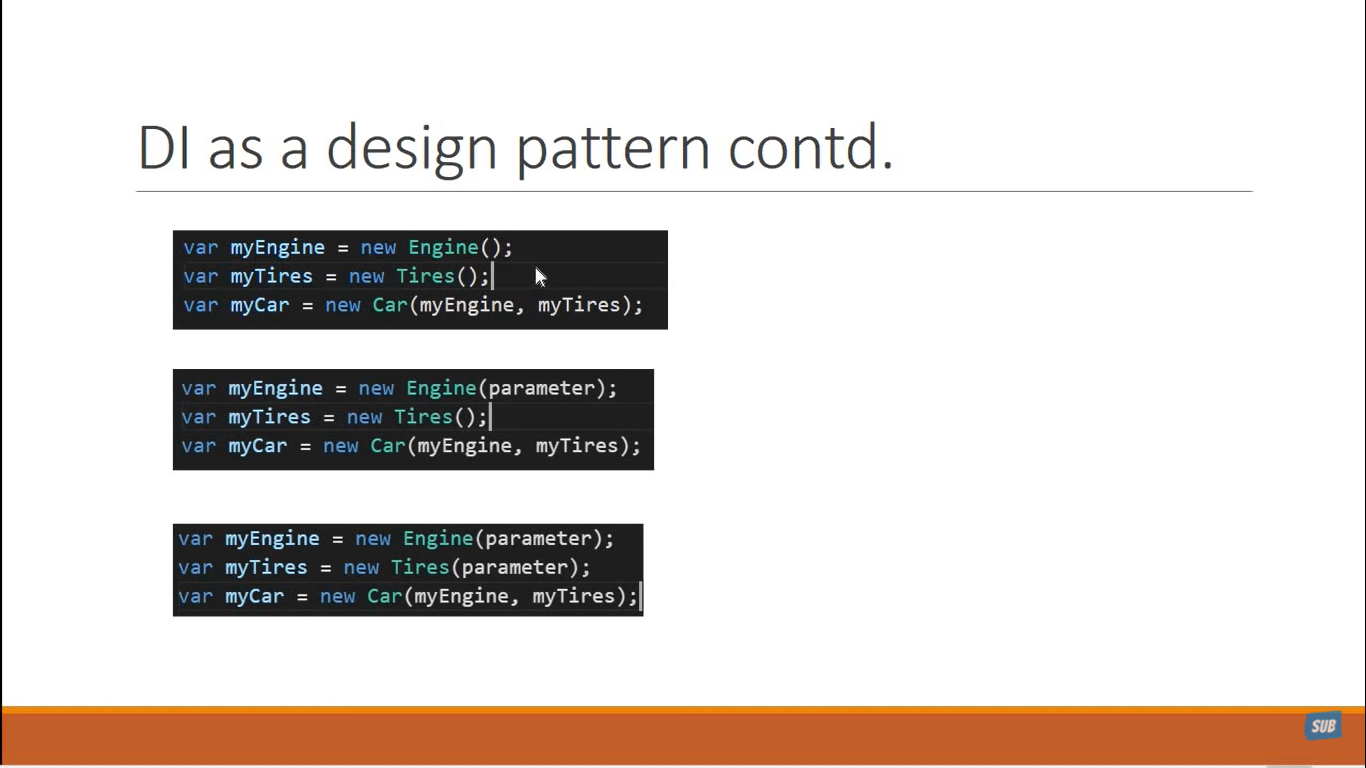 DI as a design pattern contd.
var myEngine = new Engine();
var myTires = new Tires();
var myCar = new Car(myEngine, myTires);
var myEngine = new Engine(parameter);
var myTires = new Tires();
var myCar = new Car(myEngine, myTires);
var myEngine = new Engine(parameter);
var myTires = new Tires(parameter);
var myCar = new Car(myEngine, myTires);
SUB